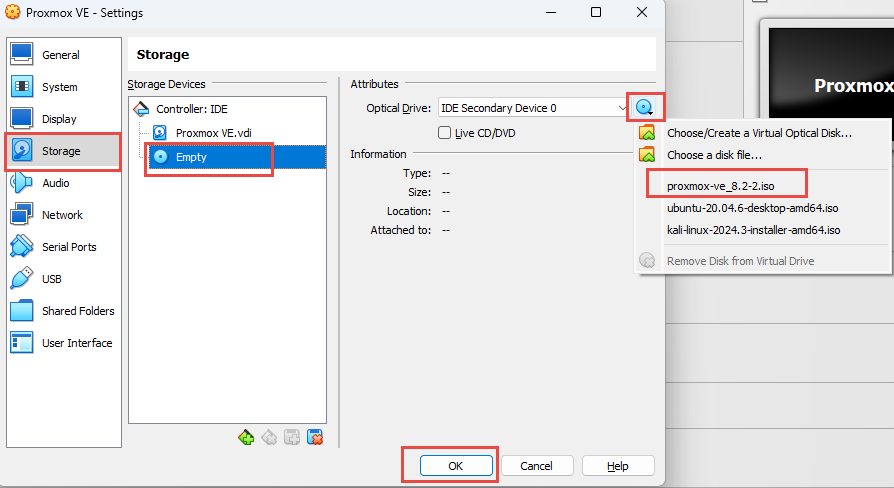 Proxmox VE - Settings
General
System
Display
Storage
Audio
Network
Serial Ports
USB
Shared Folders
User Interface
Storage
Storage Devices
Controller: IDE
Proxmox VE.vdi
Empty
Attributes
Optical Drive: IDE Secondary Device 0
Live CD/DVD
Information
Type: --
Size: --
Location: --
Attached to: --
OK Cancel Help
Choose/Create a Virtual Optical Disk...
Choose a disk file...
proxmox-ve_8.2-2.iso
ubuntu-20.04.6-desktop-amd64.iso
kali-linux-2024.3-installer-amd64.iso
Remove Disk from Virtual Drive
Proxmox